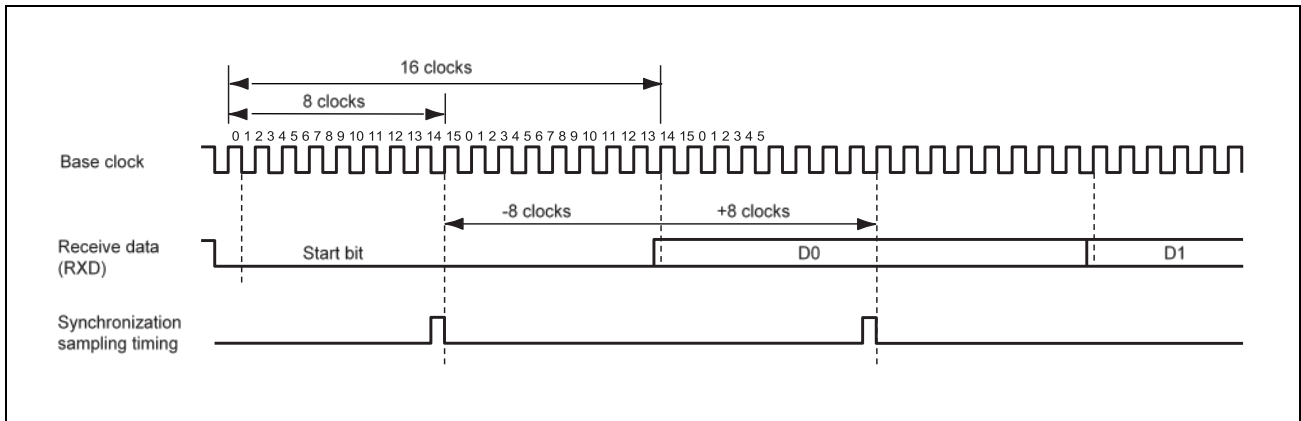 16 clocks
8 clocks
0 1 2 3 4 5 6 7 8 9 10 11 12 13 14 15 0 1 2 3 4 5 6 7 8 9 10 11 12 13 14 15 0 1 2 3 4 5
Base clock
-8 clocks +8 clocks
Receive data
(RXD)
Start bit D0 D1
Synchronization
sampling timing